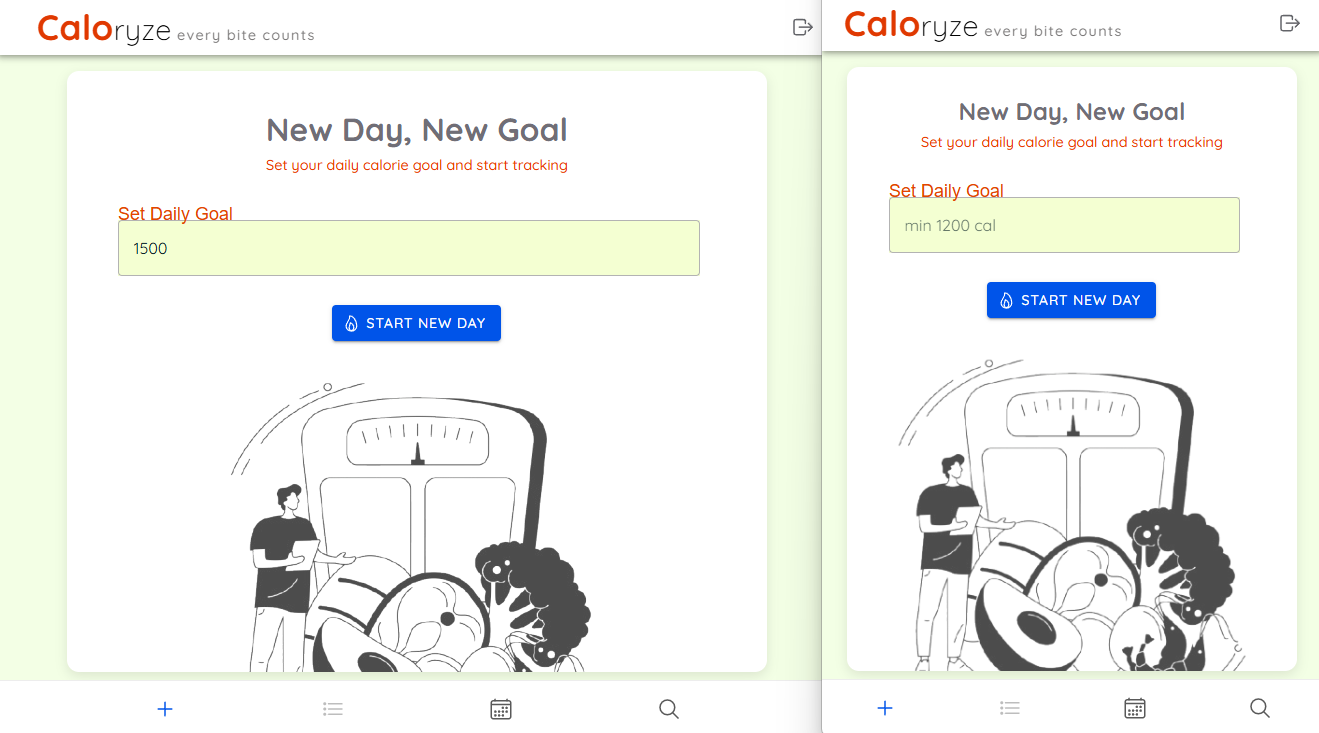 Caloryze every bite counts
New Day, New Goal
Set your daily calorie goal and start tracking
Set Daily Goal
1500
START NEW DAY
Caloryze every bite counts
New Day, New Goal
Set your daily calorie goal and start tracking
Set Daily Goal
min 1200 cal
START NEW DAY